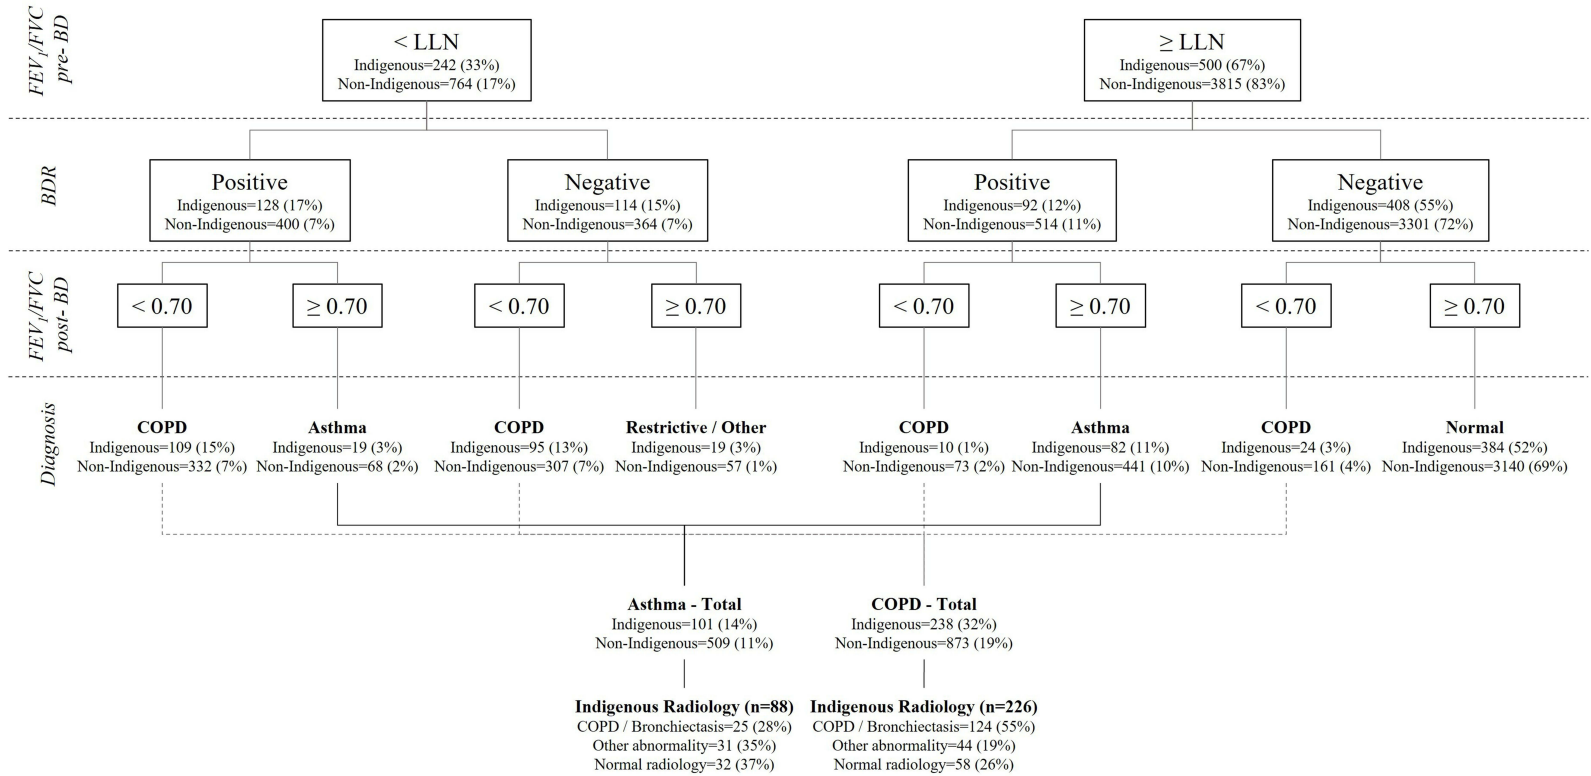 FEV1/FVC
pre- BD
< LLN
Indigenous=242 (33%)
Non-Indigenous=764 (17%)
≥ LLN
Indigenous=500 (67%)
Non-Indigenous=3815 (83%)
BDR
Positive
Indigenous=128 (17%)
Non-Indigenous=400 (7%)
Negative
Indigenous=114 (15%)
Non-Indigenous=364 (7%)
Positive
Indigenous=92 (12%)
Non-Indigenous=514 (11%)
Negative
Indigenous=408 (55%)
Non-Indigenous=3301 (72%)
FEV1/FVC
post- BD
< 0.70
≥ 0.70
< 0.70
≥ 0.70
< 0.70
≥ 0.70
< 0.70
≥ 0.70
Diagnosis
COPD
Indigenous=109 (15%)
Non-Indigenous=332 (7%)
Asthma
Indigenous=19 (3%)
Non-Indigenous=68 (2%)
COPD
Indigenous=95 (13%)
Non-Indigenous=307 (7%)
Restrictive / Other
Indigenous=19 (3%)
Non-Indigenous=57 (1%)
COPD
Indigenous=10 (1%)
Non-Indigenous=73 (2%)
Asthma
Indigenous=82 (11%)
Non-Indigenous=441 (10%)
COPD
Indigenous=24 (3%)
Non-Indigenous=161 (4%)
Normal
Indigenous=384 (52%)
Non-Indigenous=3140 (69%)
Asthma - Total
Indigenous=101 (14%)
Non-Indigenous=509 (11%)
COPD - Total
Indigenous=238 (32%)
Non-Indigenous=873 (19%)
Indigenous Radiology (n=88)
COPD / Bronchiectasis=25 (28%)
Other abnormality=31 (35%)
Normal radiology=32 (37%)
Indigenous Radiology (n=226)
COPD / Bronchiectasis=124 (55%)
Other abnormality=44 (19%)
Normal radiology=58 (26%)